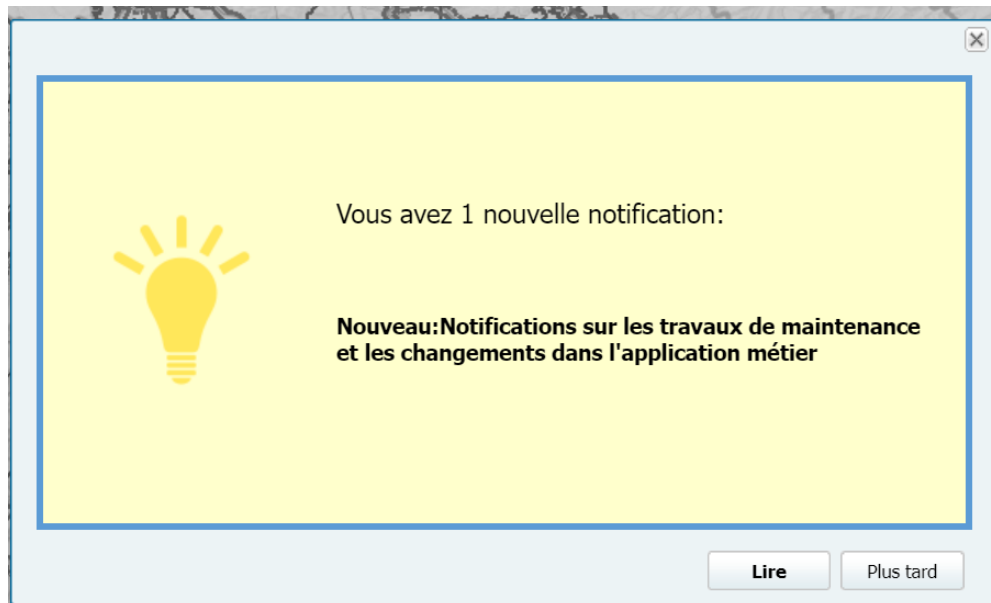 Vous avez 1 nouvelle notification:
Nouveau:Notifications sur les travaux de maintenance
et les changements dans l'application métier
Lire
Plus tard